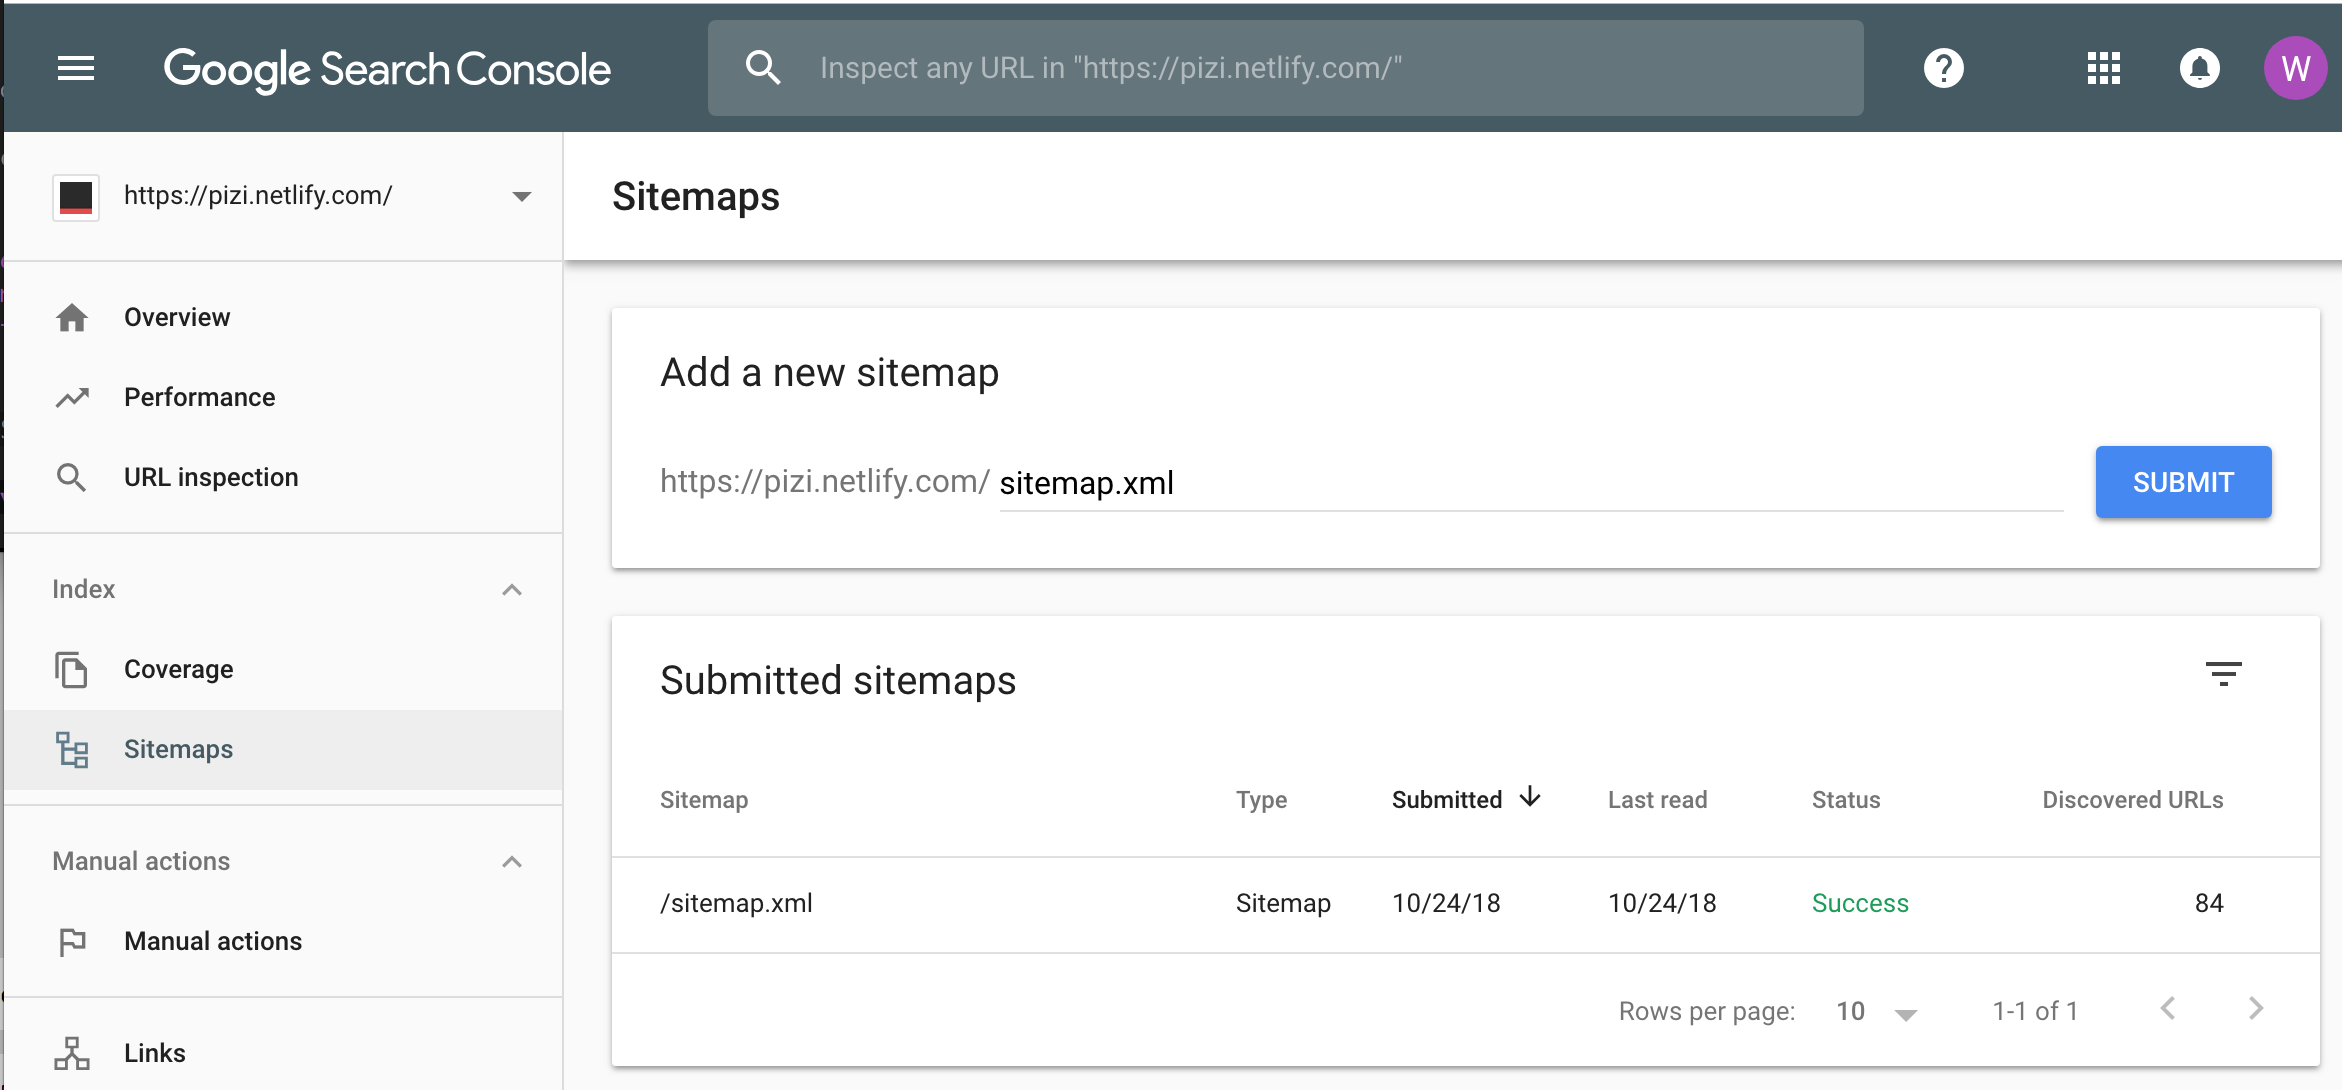 Google Search Console
Inspect any URL in "https://pizi.netlify.com/"
?
W
https://pizi.netlify.com/
Overview
Performance
URL inspection
Index
Coverage
Sitemaps
Manual actions
Manual actions
Links
Sitemaps
Add a new sitemap
https://pizi.netlify.com/ sitemap.xml
SUBMIT
Submitted sitemaps
Sitemap Type Submitted Last read Status Discovered URLs
/sitemap.xml Sitemap 10/24/18 10/24/18 Success 84
Rows per page: 10 1-1 of 1